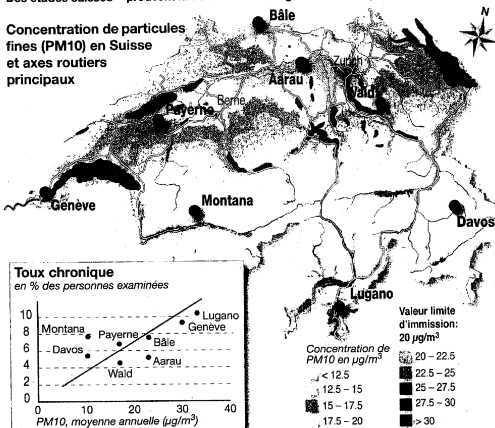 Concentration de particules
fines (PM10) en Suisse
et axes routiers
principaux
N
Bâle
Zurich
Aarau
Wald
Payerne
Berne
Genève
Montana
Davos
Lugano
Toux chronique
en % des personnes examinées
10
8
6
4
2
0
Montana
Davos
Payerne
Wald
Bâle
Aarau
Lugano
Genève
0 10 20 30 40
PM10, moyenne annuelle (µg/m³)
Concentration de
PM10 en µg/m³
< 12.5
12.5 – 15
15 – 17.5
17.5 – 20
Valeur limite
d'immission:
20 µg/m³
20 – 22.5
22.5 – 25
25 – 27.5
27.5 – 30
> 30